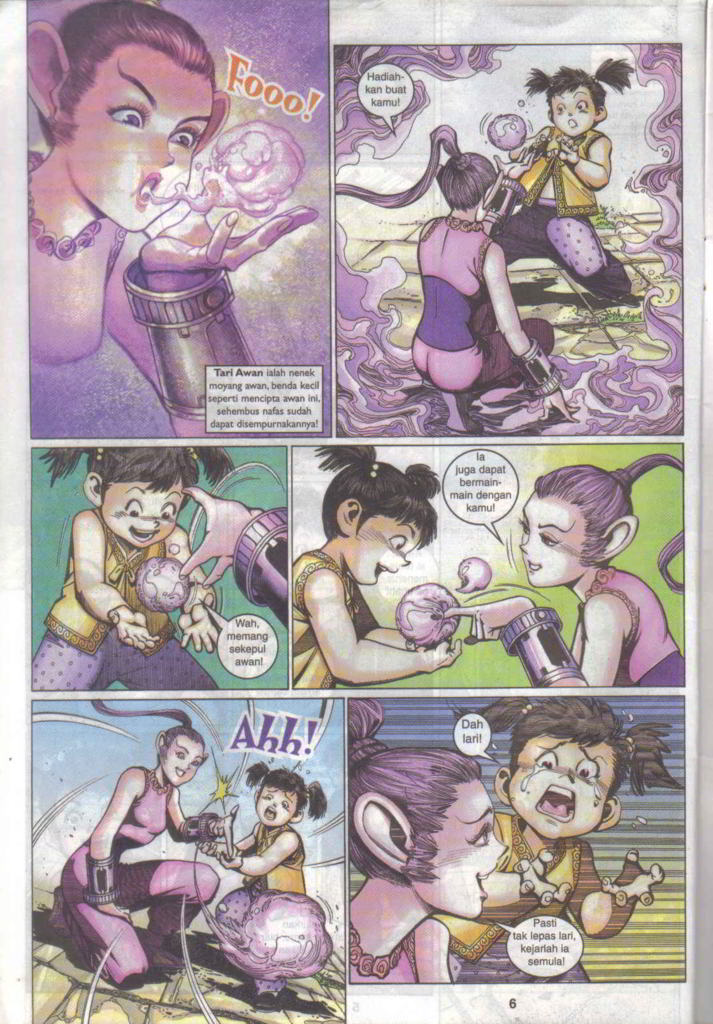 Fooo!
Tari Awan ialah nenek
moyang awan, benda kecil
seperti mencipta awan ini,
sehembus nafas sudah
dapat disempurnakannya!
Hadiah-
kan buat
kamu!
Wah,
memang
sekepul
awan!
Ia
juga dapat
bermain-
main dengan
kamu!
Ahh!
Dah
lari!
Pasti
tak lepas lari,
kejarlah ia
semula!
6